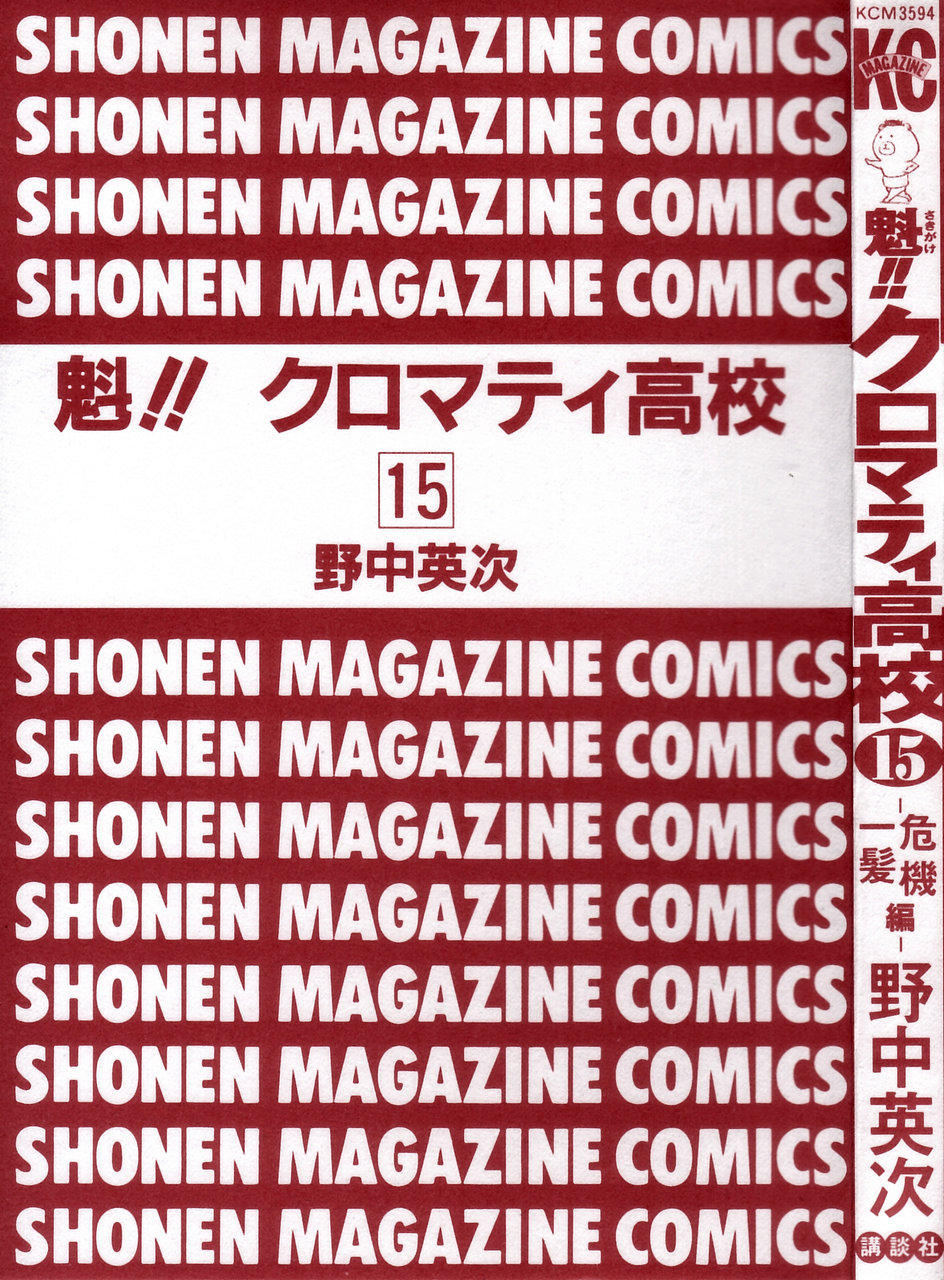 SHONEN MAGAZINE COMICS
SHONEN MAGAZINE COMICS
SHONEN MAGAZINE COMICS
SHONEN MAGAZINE COMICS
魁!! クロマティ高校
15
野中英次
SHONEN MAGAZINE COMICS
SHONEN MAGAZINE COMICS
SHONEN MAGAZINE COMICS
SHONEN MAGAZINE COMICS
SHONEN MAGAZINE COMICS
SHONEN MAGAZINE COMICS
SHONEN MAGAZINE COMICS
SHONEN MAGAZINE COMICS
KCM3594
KC
MAGAZINE
さきがけ
魁!!クロマティ高校
15
-危機
一髪
編-
野中英次
講談社